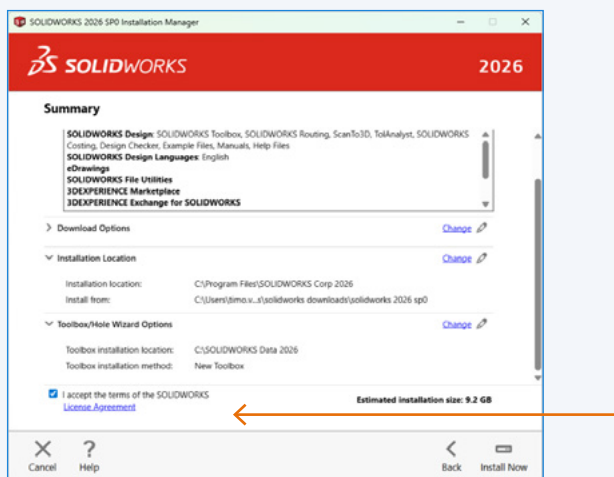 SOLIDWORKS 2026 SP0 Installation Manager
SOLIDWORKS
2026
Summary
SOLIDWORKS Design: SOLIDWORKS Toolbox, SOLIDWORKS Routing, ScanTo3D, TolAnalyst, SOLIDWORKS
Costing, Design Checker, Example Files, Manuals, Help Files
SOLIDWORKS Design Languages: English
eDrawings
SOLIDWORKS File Utilities
3DEXPERIENCE Marketplace
3DEXPERIENCE Exchange for SOLIDWORKS
Download Options Change
Installation Location Change
Installation location: C:\Program Files\SOLIDWORKS Corp 2026
Install from: C:\Users\timo.v...s\solidworks downloads\solidworks 2026 sp0
Toolbox/Hole Wizard Options Change
Toolbox installation location: C:\SOLIDWORKS Data 2026
Toolbox installation method: New Toolbox
I accept the terms of the SOLIDWORKS
License Agreement
Estimated installation size: 9.2 GB
Cancel Help Back Install Now